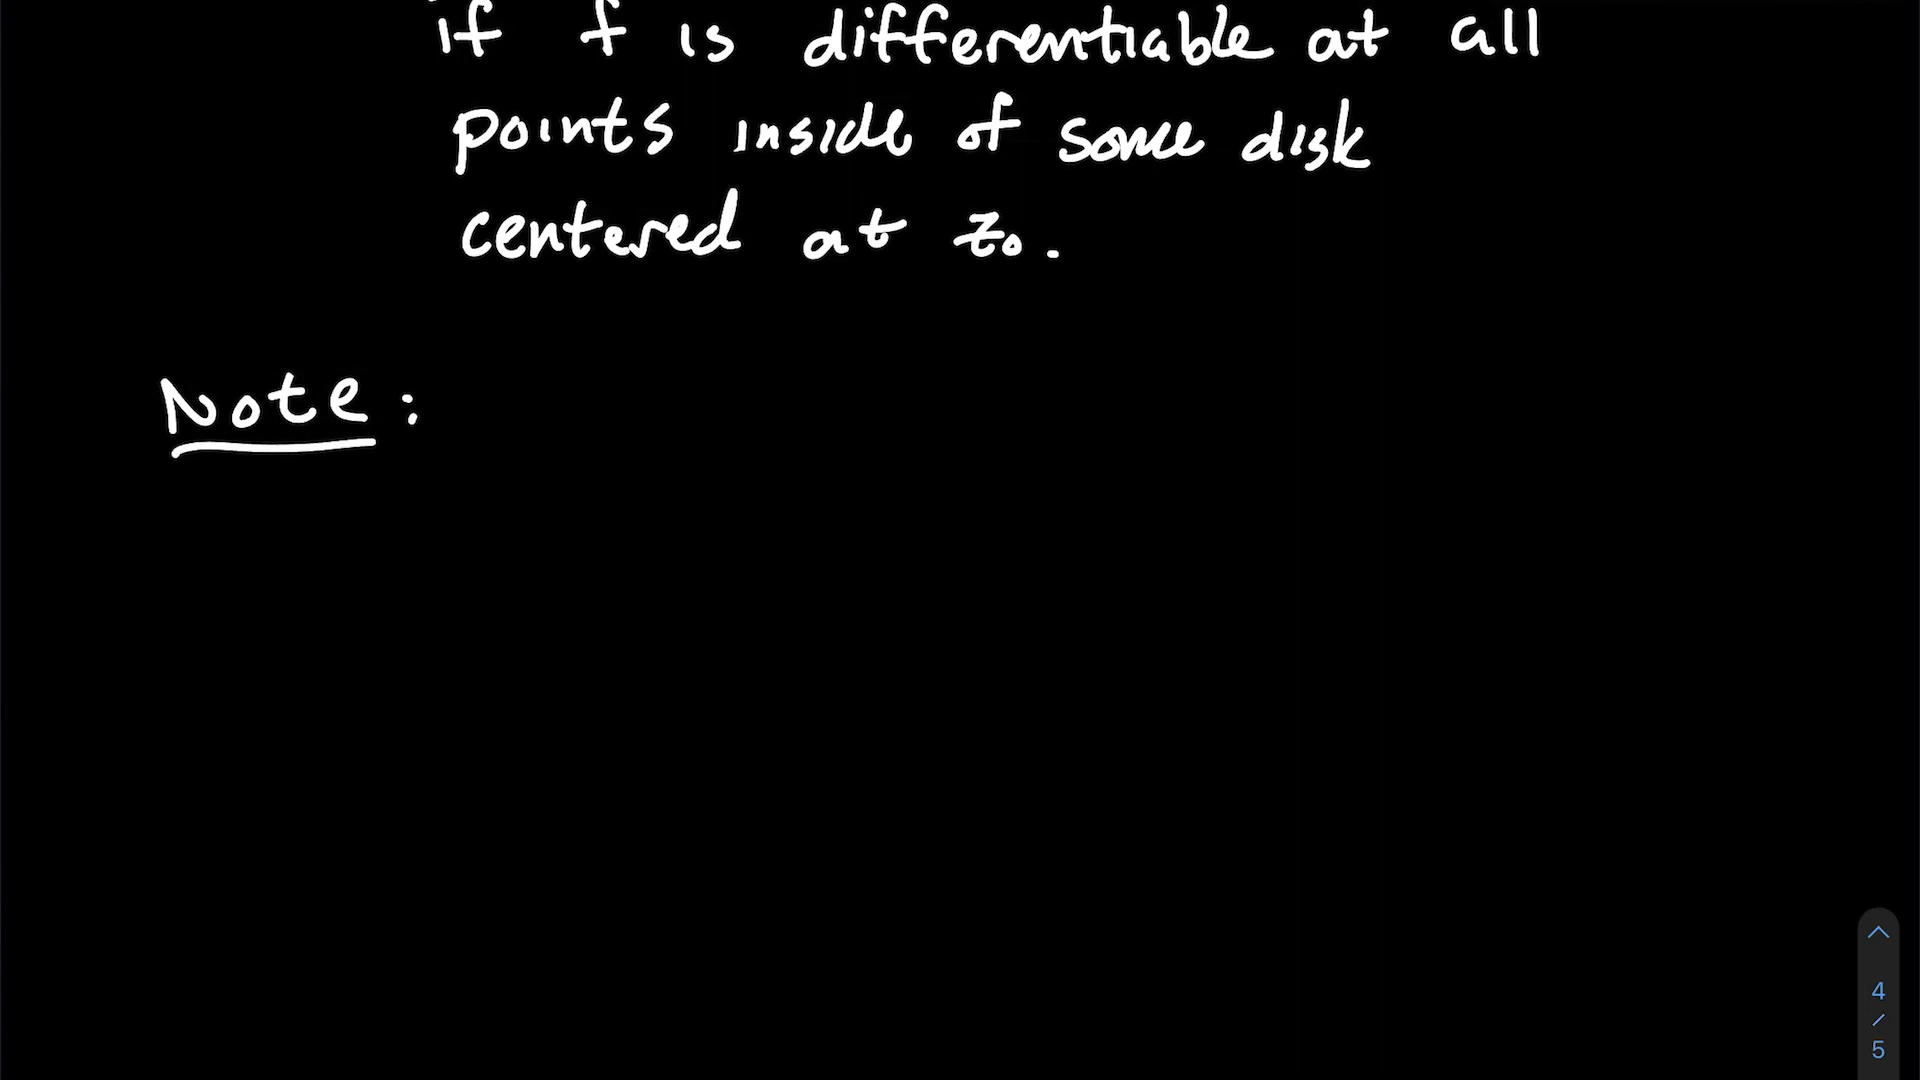 if f is differentiable at all
points inside of some disk
centered at z₀.
Note:
4
/
5